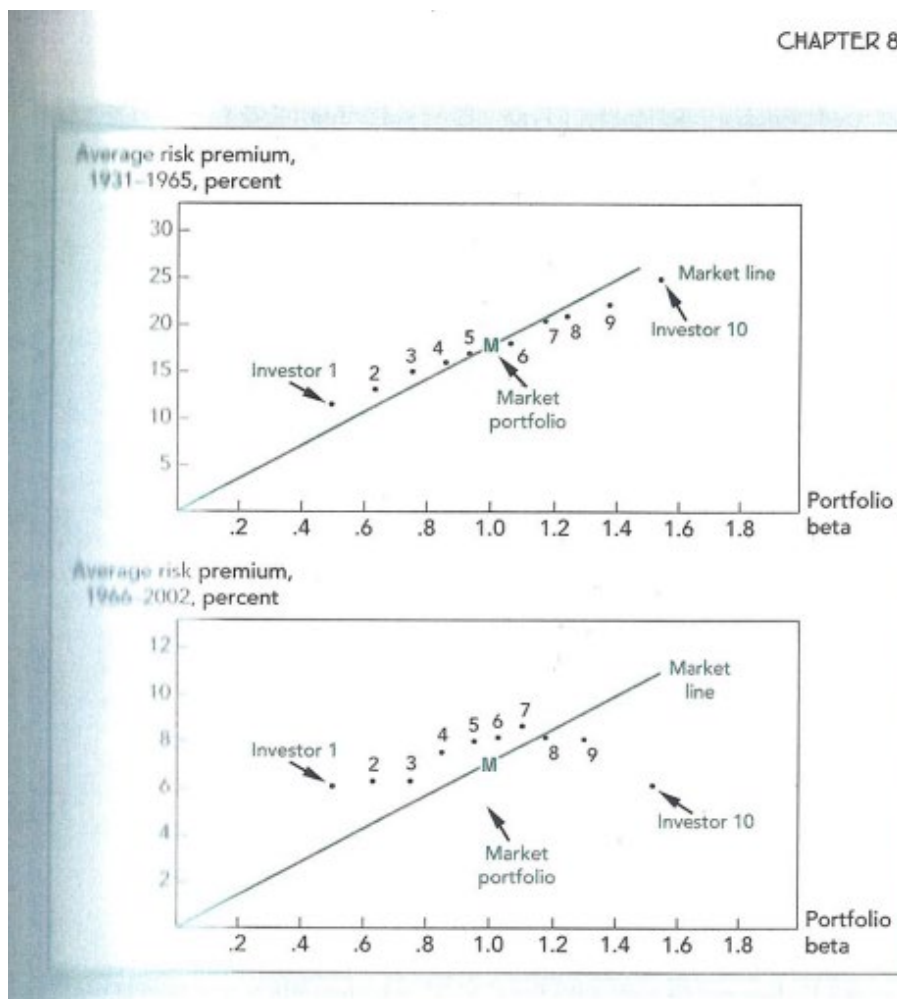 CHAPTER 8
Average risk premium,
1931–1965, percent
30
25
20
15
10
5
Investor 1
2
3
4
5
M
6
7
8
9
Market line
Investor 10
Market
portfolio
.2 .4 .6 .8 1.0 1.2 1.4 1.6 1.8
Portfolio
beta
Average risk premium,
1966–2002, percent
12
10
8
6
4
2
Investor 1
2
3
4
5
6
7
M
8
9
Market
line
Investor 10
Market
portfolio
.2 .4 .6 .8 1.0 1.2 1.4 1.6 1.8
Portfolio
beta